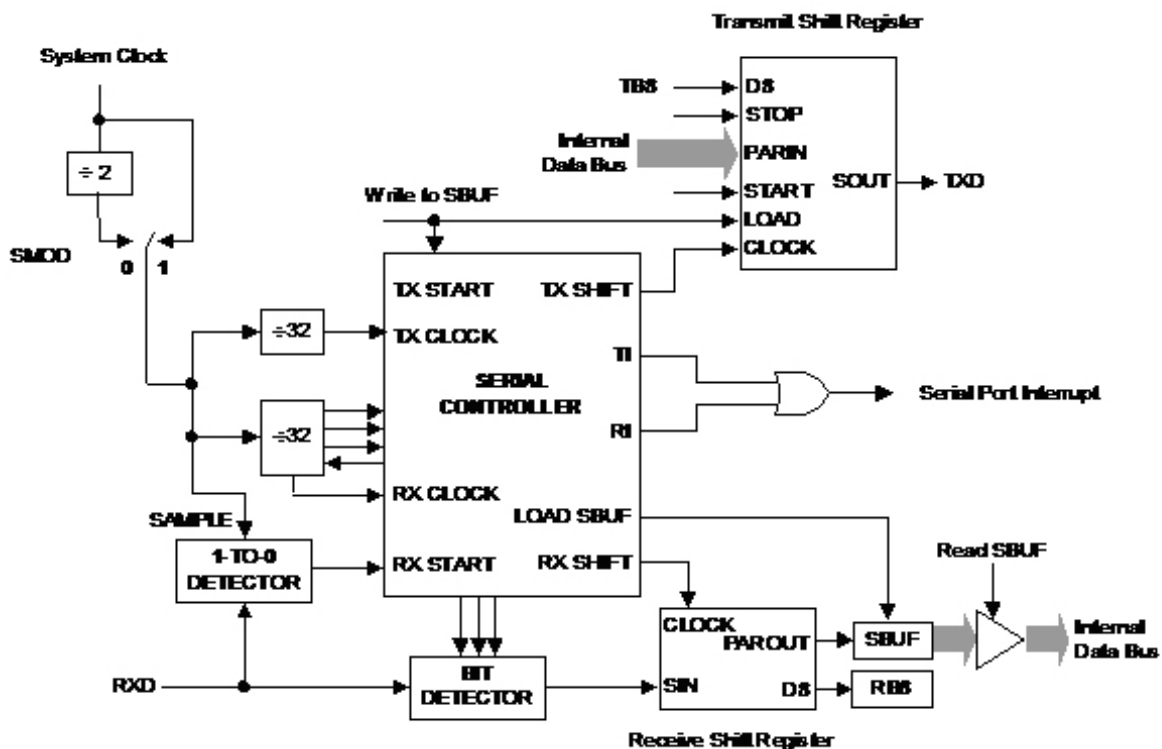 Transmit Shift Register
System Clock
TB8
D8
STOP
Internal
Data Bus
PARIN
÷ 2
START
SOUT
TXD
Write to SBUF
LOAD
CLOCK
SMOD
0 1
TX START
TX SHIFT
÷32
TX CLOCK
TI
SERIAL
CONTROLLER
Serial Port Interrupt
÷32
RI
RX CLOCK
LOAD SBUF
SAMPLE
1-TO-0
DETECTOR
RX START
RX SHIFT
Read SBUF
CLOCK
PAROUT
SBUF
Internal
Data Bus
RXD
BIT
DETECTOR
SIN
D8
RB8
Receive Shift Register